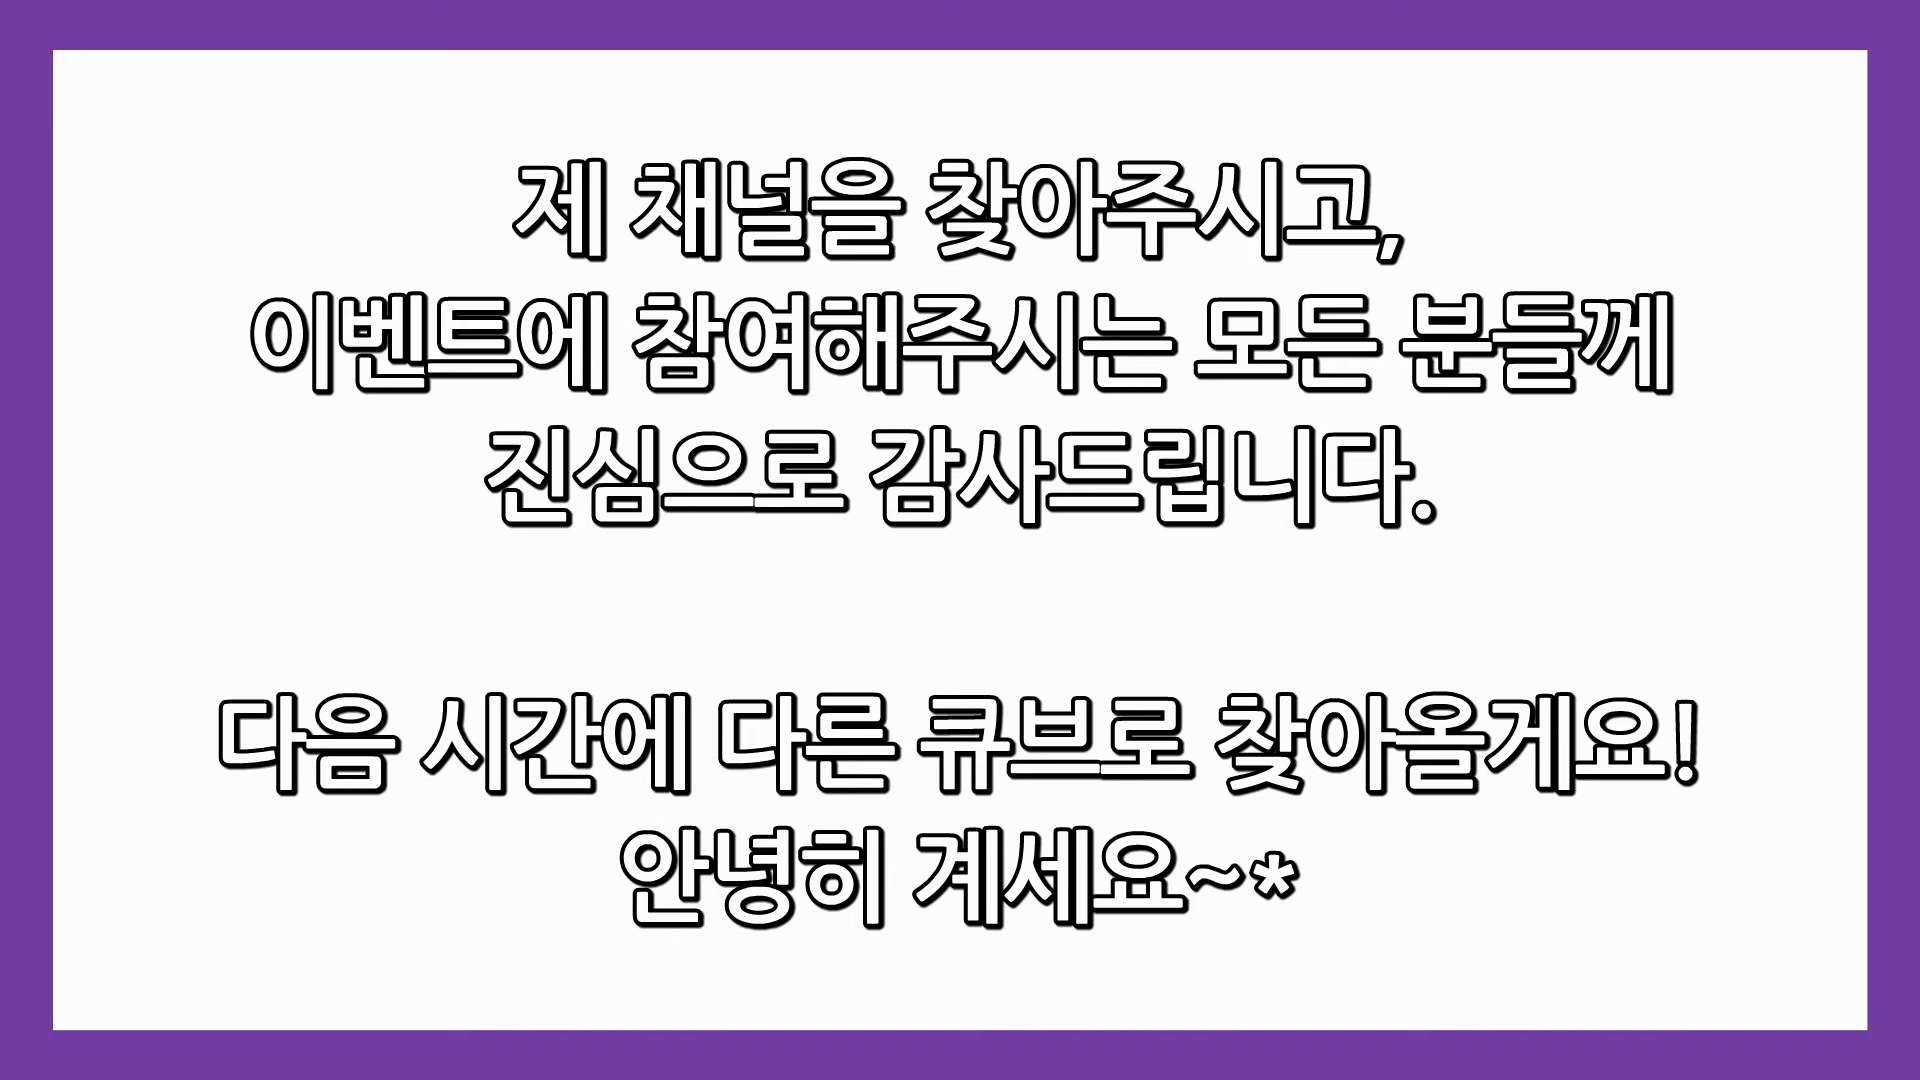 제 채널을 찾아주시고,
이벤트에 참여해주시는 모든 분들께
진심으로 감사드립니다.
다음 시간에 다른 큐브로 찾아올게요!
안녕히 계세요~*